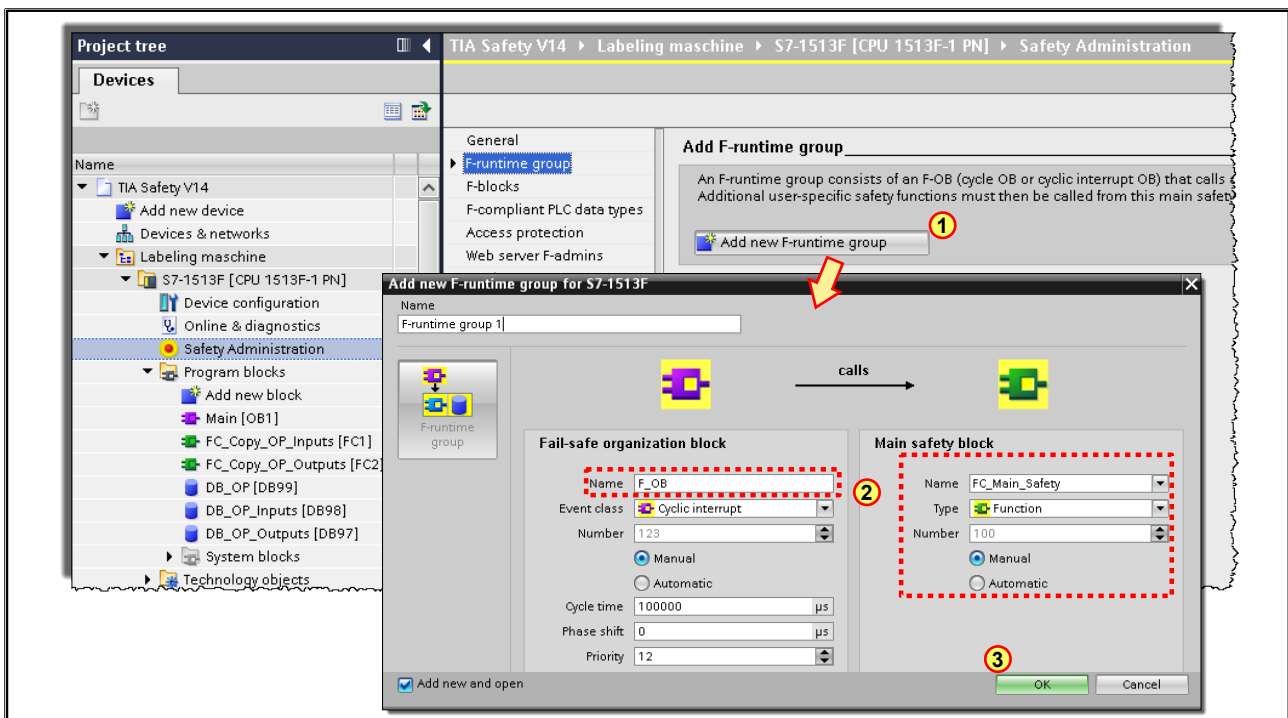 Project tree
TIA Safety V14 ▸ Labeling maschine ▸ S7-1513F [CPU 1513F-1 PN] ▸ Safety Administration
Devices
Name
TIA Safety V14
Add new device
Devices & networks
Labeling maschine
S7-1513F [CPU 1513F-1 PN]
Device configuration
Online & diagnostics
Safety Administration
Program blocks
Add new block
Main [OB1]
FC_Copy_OP_Inputs [FC1]
FC_Copy_OP_Outputs [FC2]
DB_OP [DB99]
DB_OP_Inputs [DB98]
DB_OP_Outputs [DB97]
System blocks
Technology objects
General
F-runtime group
F-blocks
F-compliant PLC data types
Access protection
Web server F-admins
Add F-runtime group
An F-runtime group consists of an F-OB (cycle OB or cyclic interrupt OB) that calls
Additional user-specific safety functions must then be called from this main safet
Add new F-runtime group
1
Add new F-runtime group for S7-1513F
Name
F-runtime group 1
F-runtime
group
calls
Fail-safe organization block
Name F_OB
2
Event class Cyclic interrupt
Number 123
Manual
Automatic
Cycle time 100000 µs
Phase shift 0 µs
Priority 12
Main safety block
Name FC_Main_Safety
Type Function
Number 100
Manual
Automatic
3
Add new and open
OK
Cancel